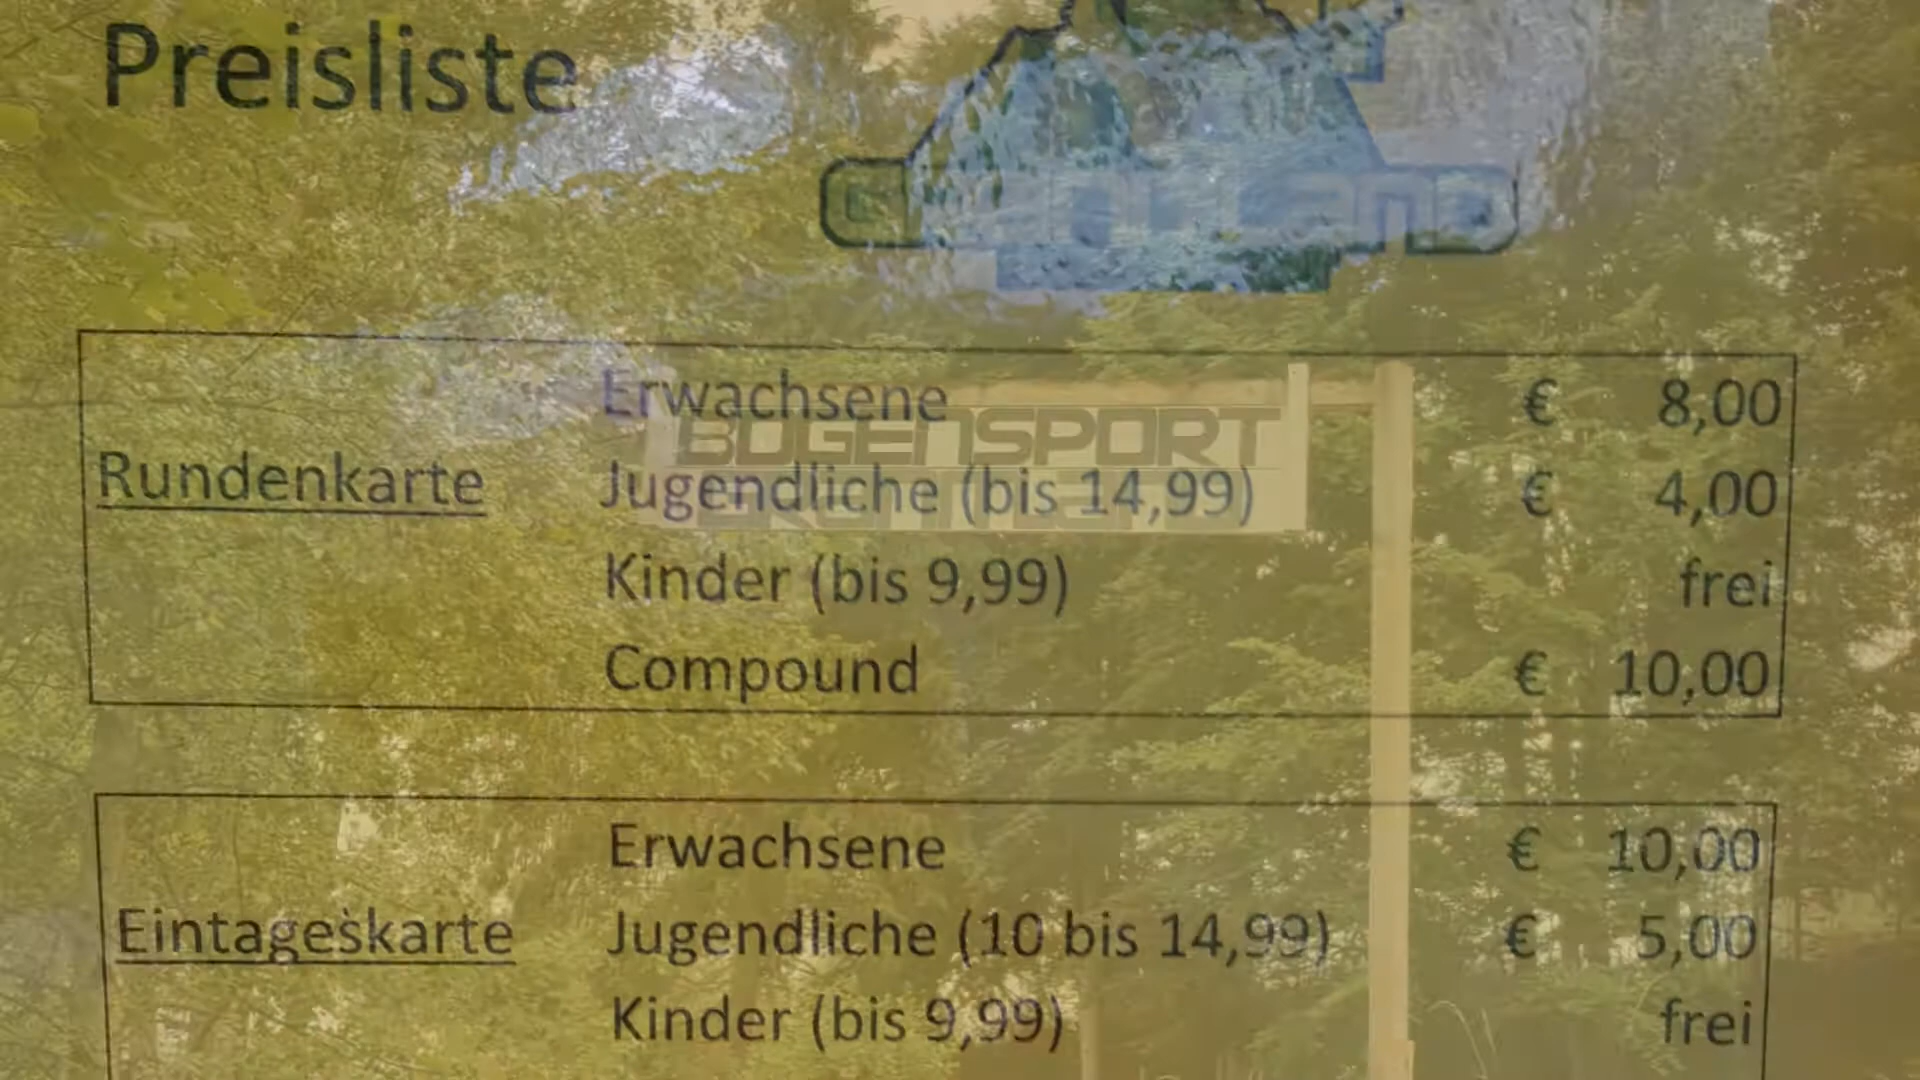 Preisliste
Erwachsene € 8,00
BOGENSPORT
Rundenkarte Jugendliche (bis 14,99) € 4,00
Kinder (bis 9,99) frei
Compound € 10,00
Erwachsene € 10,00
Eintageskarte Jugendliche (10 bis 14,99) € 5,00
Kinder (bis 9,99) frei